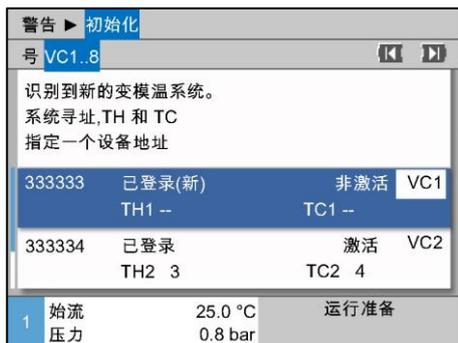 警告 ▶ 初始化
号 VC1..8
识别到新的变模温系统。
系统寻址,TH 和 TC
指定一个设备地址
333333 已登录(新) 非激活 VC1
TH1 -- TC1 --
333334 已登录 激活 VC2
TH2 3 TC2 4
1 始流 25.0 °C 运行准备
压力 0.8 bar